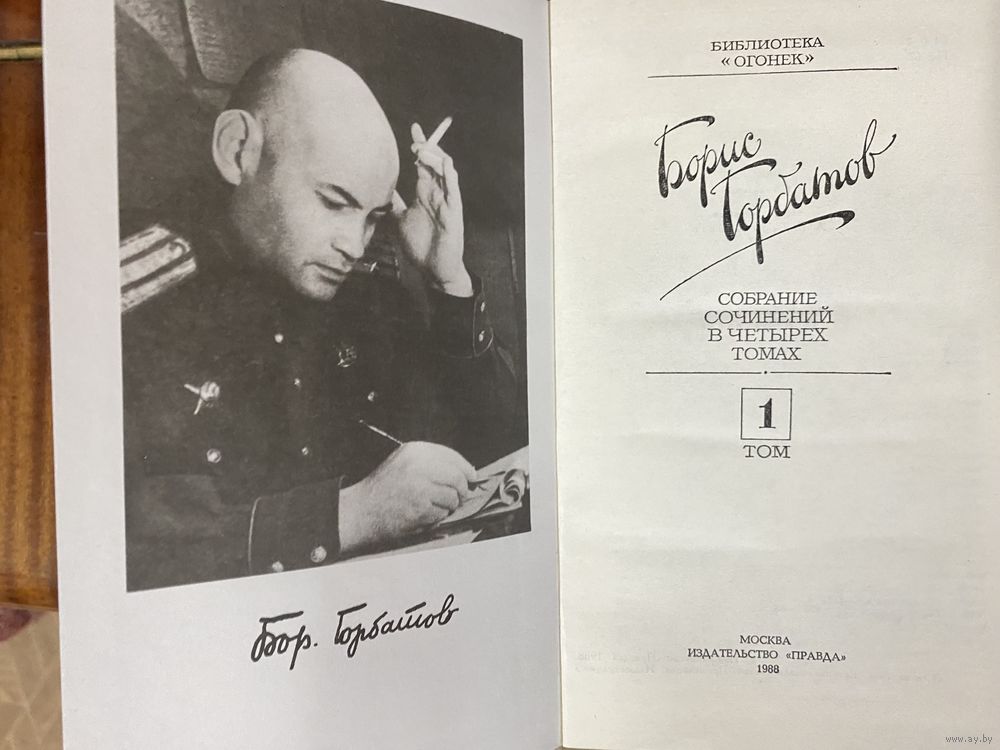 Бор. Горбатов
БИБЛИОТЕКА
«ОГОНЕК»
Борис
Горбатов
СОБРАНИЕ
СОЧИНЕНИЙ
В ЧЕТЫРЕХ
ТОМАХ
1
ТОМ
МОСКВА
ИЗДАТЕЛЬСТВО «ПРАВДА»
1988
www.ay.by